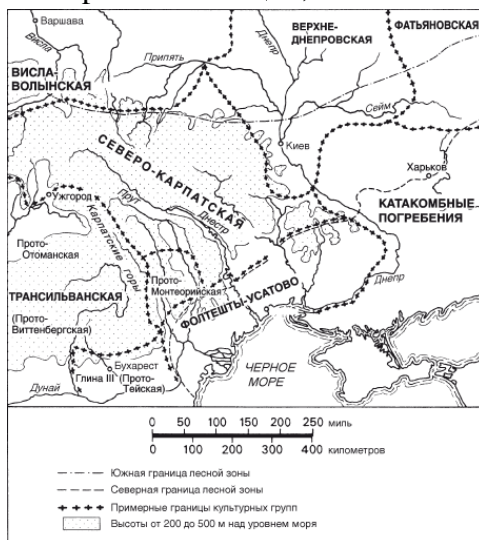 Варшава
Висла
Припять
Днепр
ВЕРХНЕ-
ДНЕПРОВСКАЯ
ФАТЬЯНОВСКАЯ
ВИСЛА-
ВОЛЫНСКАЯ
Сейм
Киев
СЕВЕРО-КАРПАТСКАЯ
Харьков
КАТАКОМБНЫЕ
ПОГРЕБЕНИЯ
Ужгород
Прут
Днестр
Карпатские горы
Прото-
Отоманская
Днепр
Прото-
Монтеорийская
ФОЛТЕШТЫ-УСАТОВО
ТРАНСИЛЬВАНСКАЯ
(Прото-
Виттенбергская)
Бухарест
Глина III (Прото-
Тейская)
Дунай
ЧЕРНОЕ
МОРЕ
0 50 100 150 200 250 миль
0 100 200 300 400 километров
Южная граница лесной зоны
Северная граница лесной зоны
Примерные границы культурных групп
Высоты от 200 до 500 м над уровнем моря